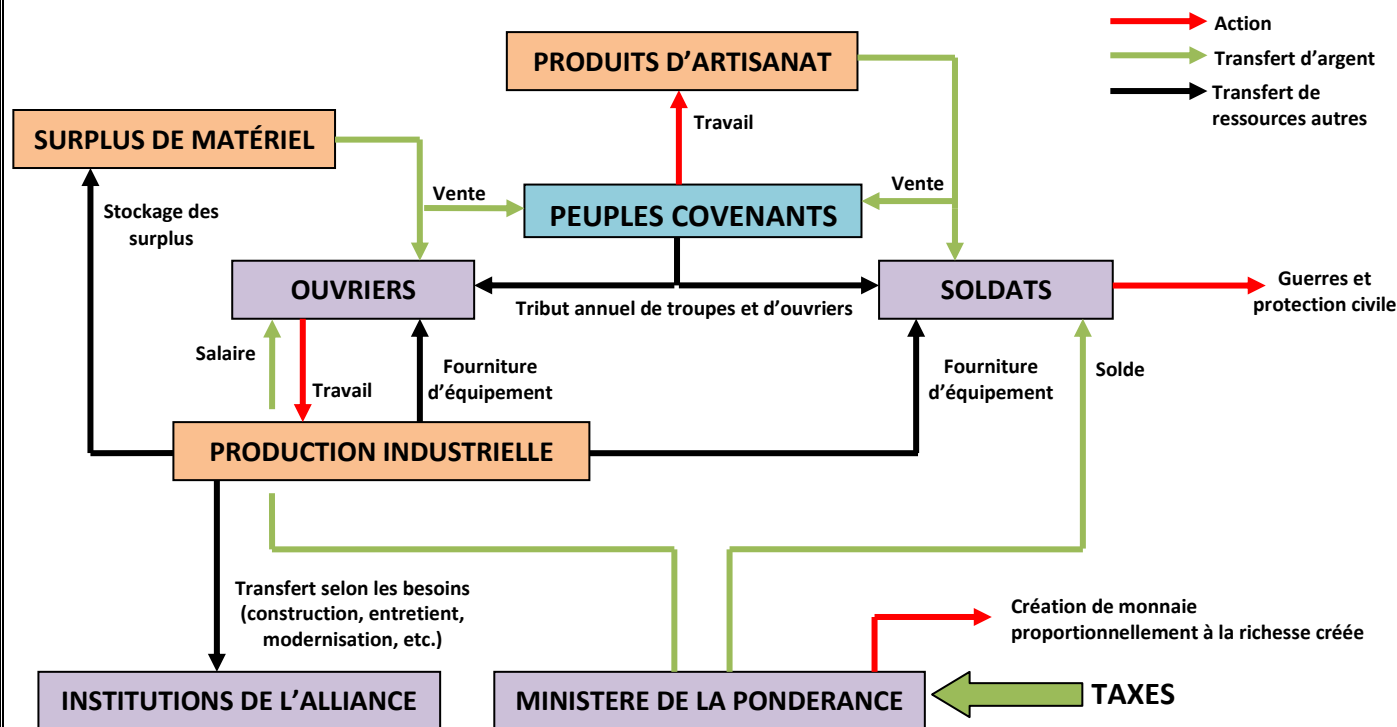 Action
PRODUITS D'ARTISANAT
Transfert d'argent
Transfert de
ressources autres
SURPLUS DE MATÉRIEL
Travail
Vente
Vente
Stockage des
surplus
PEUPLES COVENANTS
OUVRIERS
SOLDATS
Guerres et
protection civile
Tribut annuel de troupes et d'ouvriers
Salaire
Travail
Fourniture
d'équipement
Fourniture
d'équipement
Solde
PRODUCTION INDUSTRIELLE
Transfert selon les besoins
(construction, entretient,
modernisation, etc.)
Création de monnaie
proportionnellement à la richesse créée
INSTITUTIONS DE L'ALLIANCE
MINISTERE DE LA PONDERANCE
TAXES